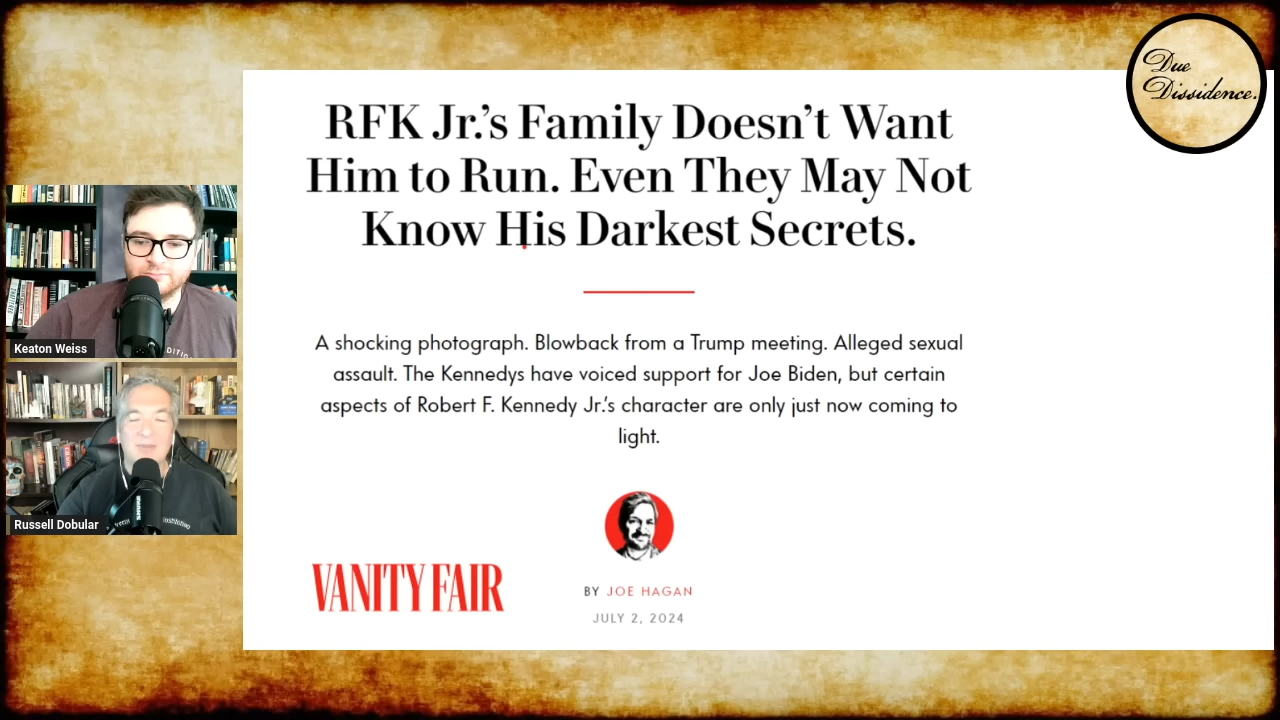 Due
Dissidence.
RFK Jr.’s Family Doesn’t Want
Him to Run. Even They May Not
Know His Darkest Secrets.
A shocking photograph. Blowback from a Trump meeting. Alleged sexual
assault. The Kennedys have voiced support for Joe Biden, but certain
aspects of Robert F. Kennedy Jr.’s character are only just now coming to
light.
VANITY FAIR
BY JOE HAGAN
JULY 2, 2024
Keaton Weiss
Russell Dobular